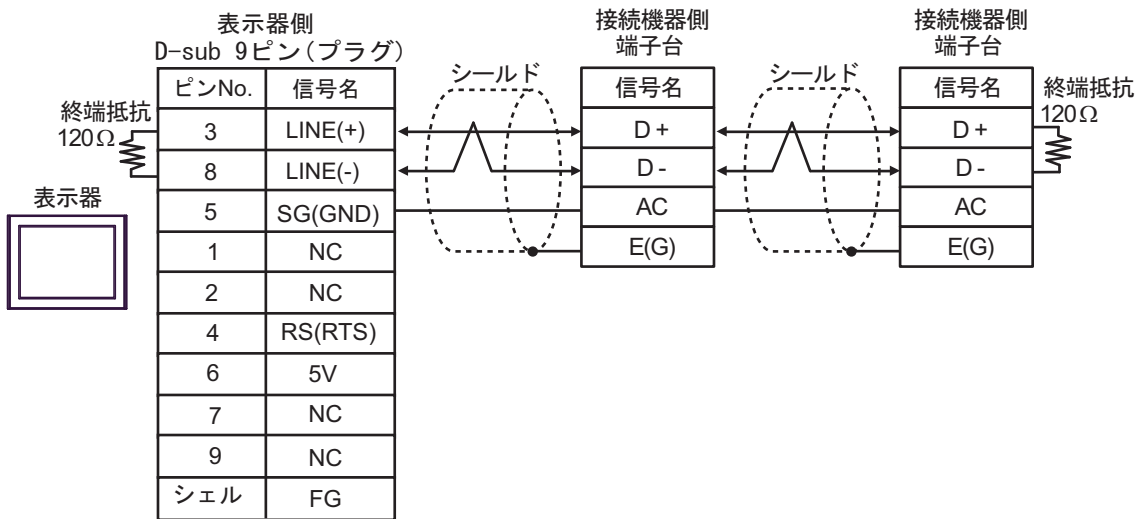 表示器側
D-sub 9ピン(プラグ)
接続機器側
端子台
接続機器側
端子台
ピンNo. 信号名
シールド
信号名
シールド
信号名
終端抵抗
120Ω
終端抵抗
120Ω
3 LINE(+) D+ D+
8 LINE(-) D- D-
表示器
5 SG(GND) AC AC
1 NC E(G) E(G)
2 NC
4 RS(RTS)
6 5V
7 NC
9 NC
シェル FG